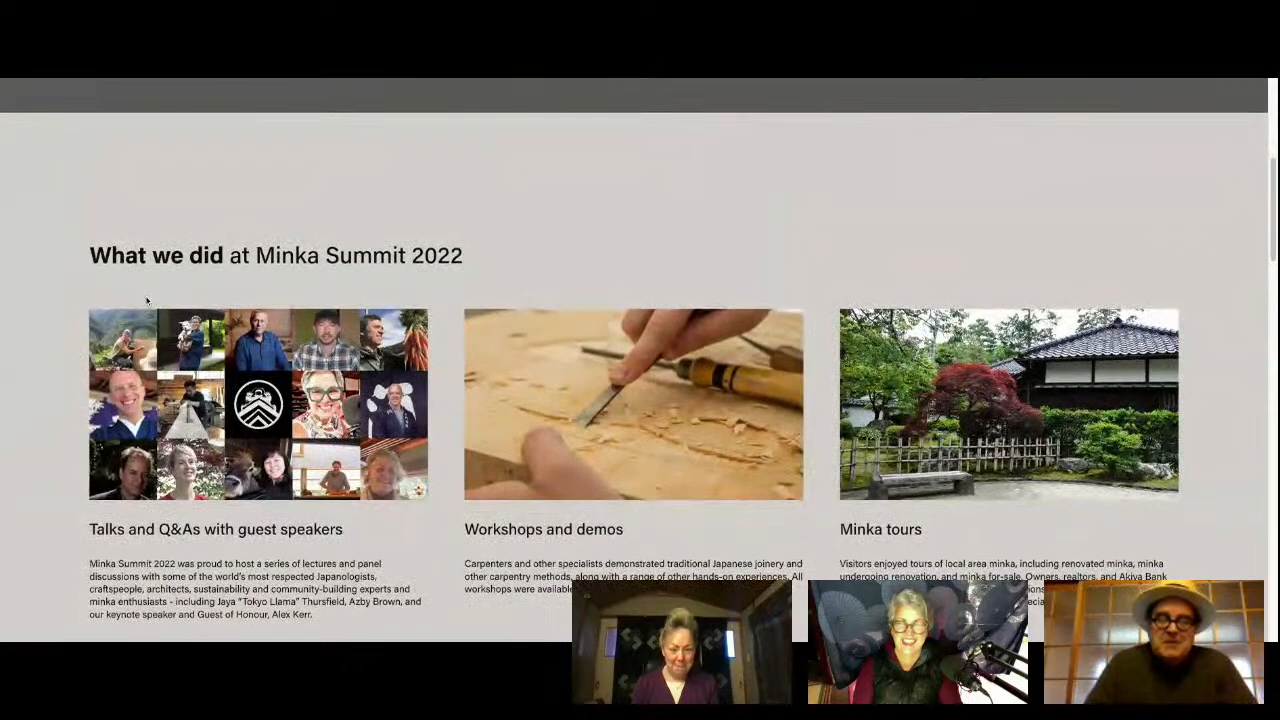 What we did at Minka Summit 2022
Talks and Q&As with guest speakers
Minka Summit 2022 was proud to host a series of lectures and panel
discussions with some of the world's most respected Japanologists,
craftspeople, architects, sustainability and community-building experts and
minka enthusiasts - including Jaya "Tokyo Llama" Thursfield, Azby Brown, and
our keynote speaker and Guest of Honour, Alex Kerr.
Workshops and demos
Carpenters and other specialists demonstrated traditional Japanese joinery and
other carpentry methods, along with a range of other hands-on experiences. All
workshops were available
Minka tours
Visitors enjoyed tours of local area minka, including renovated minka, minka
undergoing renovation, and minka for-sale. Owners, realtors, and Akiya Bank